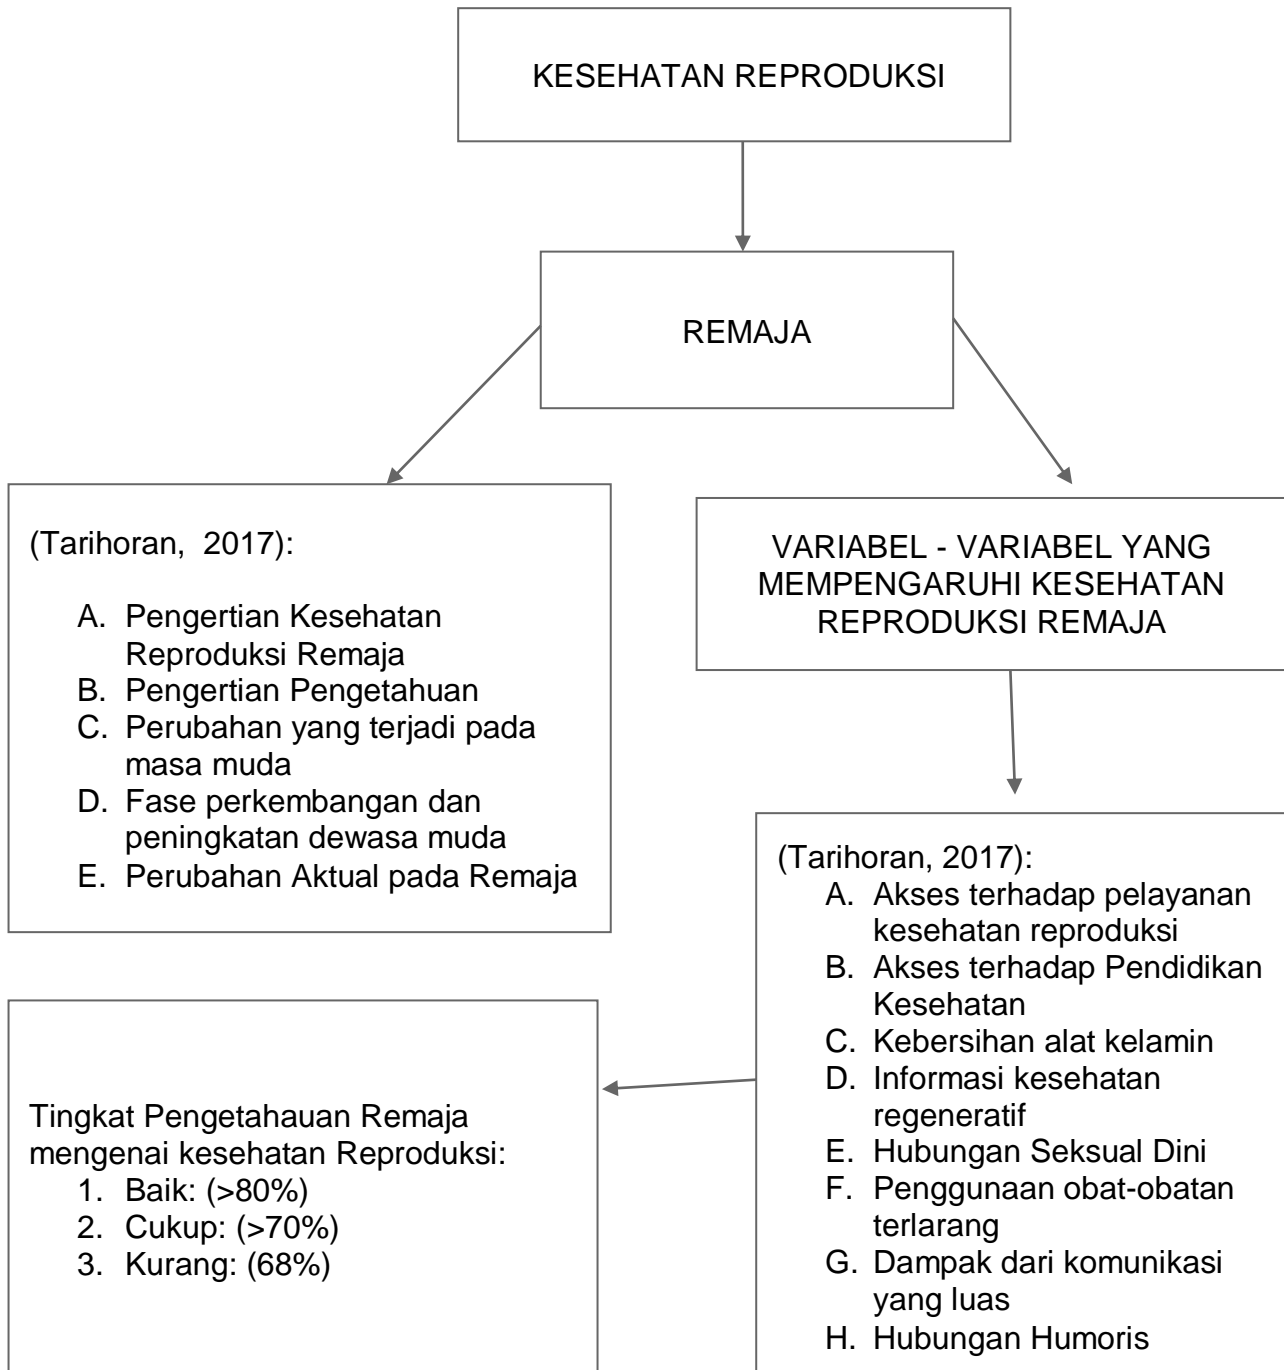 KESEHATAN REPRODUKSI
REMAJA
(Tarihoran, 2017):
A. Pengertian Kesehatan
Reproduksi Remaja
B. Pengertian Pengetahuan
C. Perubahan yang terjadi pada
masa muda
D. Fase perkembangan dan
peningkatan dewasa muda
E. Perubahan Aktual pada Remaja
VARIABEL - VARIABEL YANG
MEMPENGARUHI KESEHATAN
REPRODUKSI REMAJA
(Tarihoran, 2017):
A. Akses terhadap pelayanan
kesehatan reproduksi
B. Akses terhadap Pendidikan
Kesehatan
C. Kebersihan alat kelamin
D. Informasi kesehatan
regeneratif
E. Hubungan Seksual Dini
F. Penggunaan obat-obatan
terlarang
G. Dampak dari komunikasi
yang luas
H. Hubungan Humoris
Tingkat Pengetahauan Remaja
mengenai kesehatan Reproduksi:
1. Baik: (>80%)
2. Cukup: (>70%)
3. Kurang: (68%)